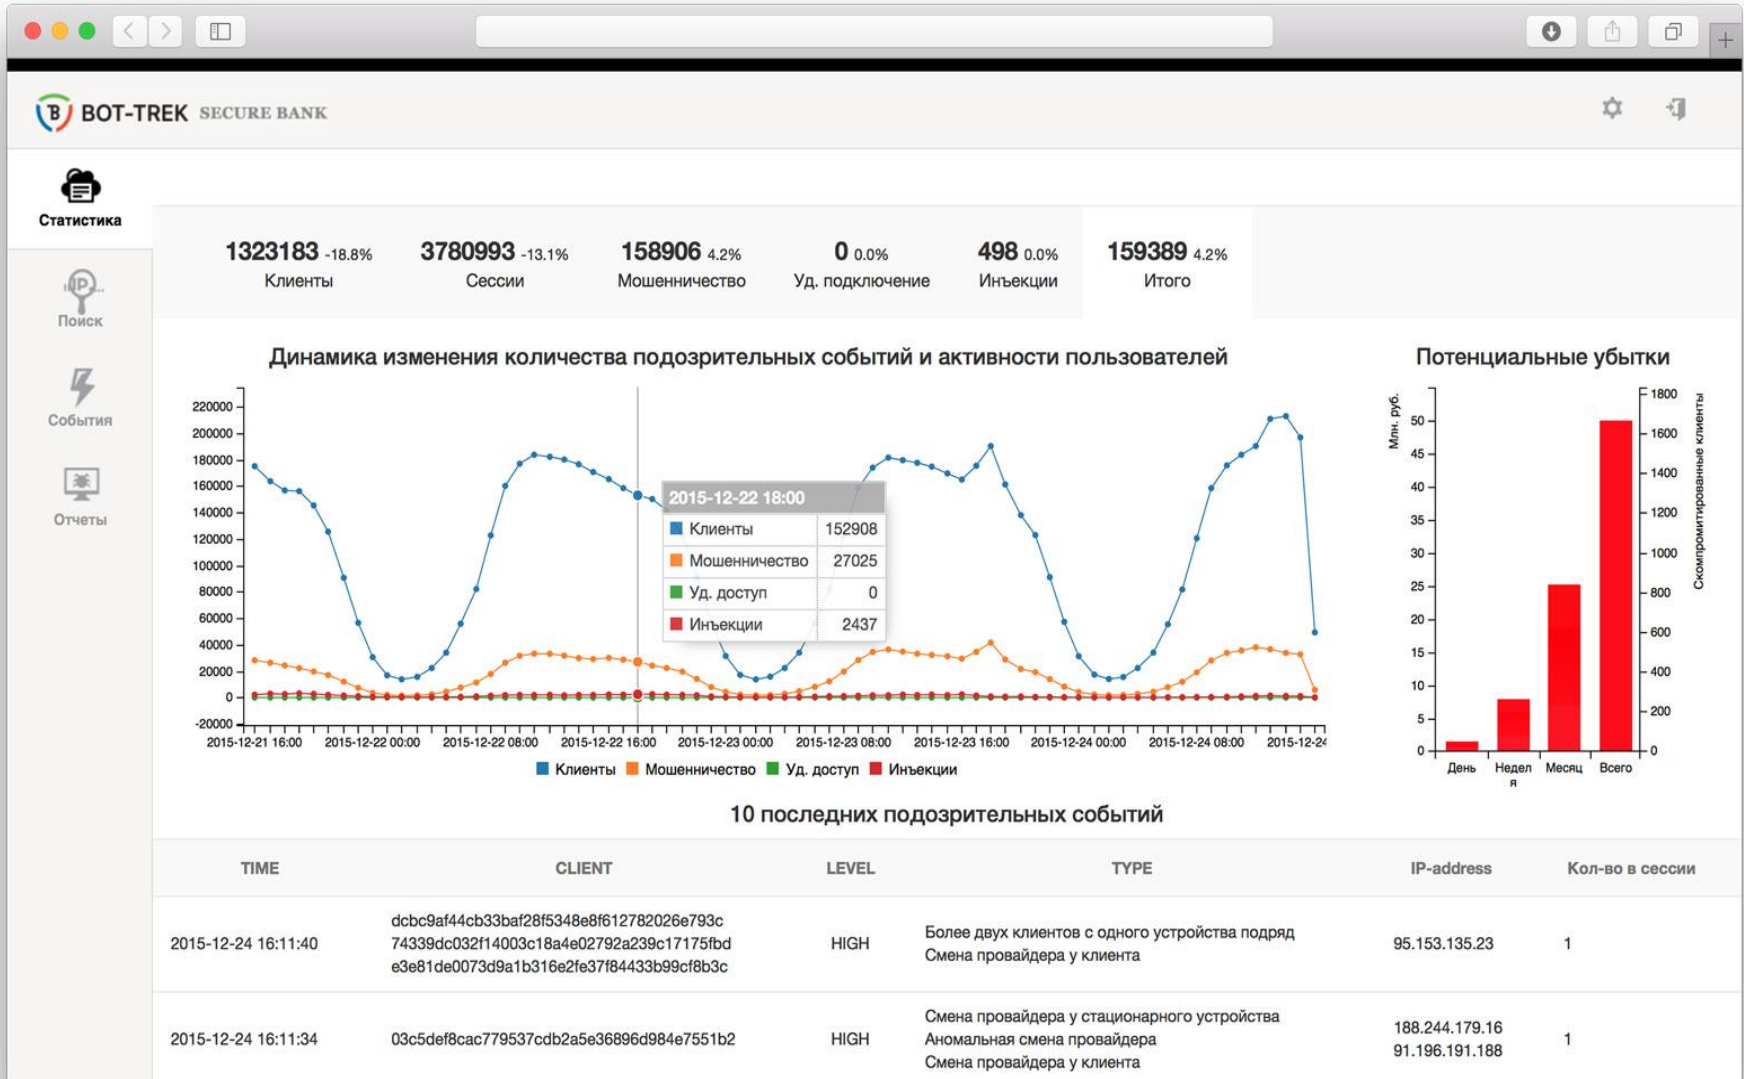 BOT-TREK SECURE BANK
Статистика
Поиск
События
Отчеты
1323183 -18.8%
Клиенты
3780993 -13.1%
Сессии
158906 4.2%
Мошенничество
0 0.0%
Уд. подключение
498 0.0%
Инъекции
159389 4.2%
Итого
Динамика изменения количества подозрительных событий и активности пользователей
220000
200000
180000
160000
140000
120000
100000
80000
60000
40000
20000
0
-20000
2015-12-21 16:00 2015-12-22 00:00 2015-12-22 08:00 2015-12-22 16:00 2015-12-23 00:00 2015-12-23 08:00 2015-12-23 16:00 2015-12-24 00:00 2015-12-24 08:00 2015-12-24
2015-12-22 18:00
Клиенты 152908
Мошенничество 27025
Уд. доступ 0
Инъекции 2437
Клиенты Мошенничество Уд. доступ Инъекции
Потенциальные убытки
Млн. руб.
50
45
40
35
30
25
20
15
10
5
0
1800
1600
1400
1200
1000
800
600
400
200
0
Скомпромитированные клиенты
День Недел Месяц Всего
я
10 последних подозрительных событий
TIME CLIENT LEVEL TYPE IP-address Кол-во в сессии
2015-12-24 16:11:40
dcbc9af44cb33baf28f5348e8f612782026e793c
74339dc032f14003c18a4e02792a239c17175fbd
e3e81de0073d9a1b316e2fe37f84433b99cf8b3c
HIGH
Более двух клиентов с одного устройства подряд
Смена провайдера у клиента
95.153.135.23
1
2015-12-24 16:11:34
03c5def8cac779537cdb2a5e36896d984e7551b2
HIGH
Смена провайдера у стационарного устройства
Аномальная смена провайдера
Смена провайдера у клиента
188.244.179.16
91.196.191.188
1